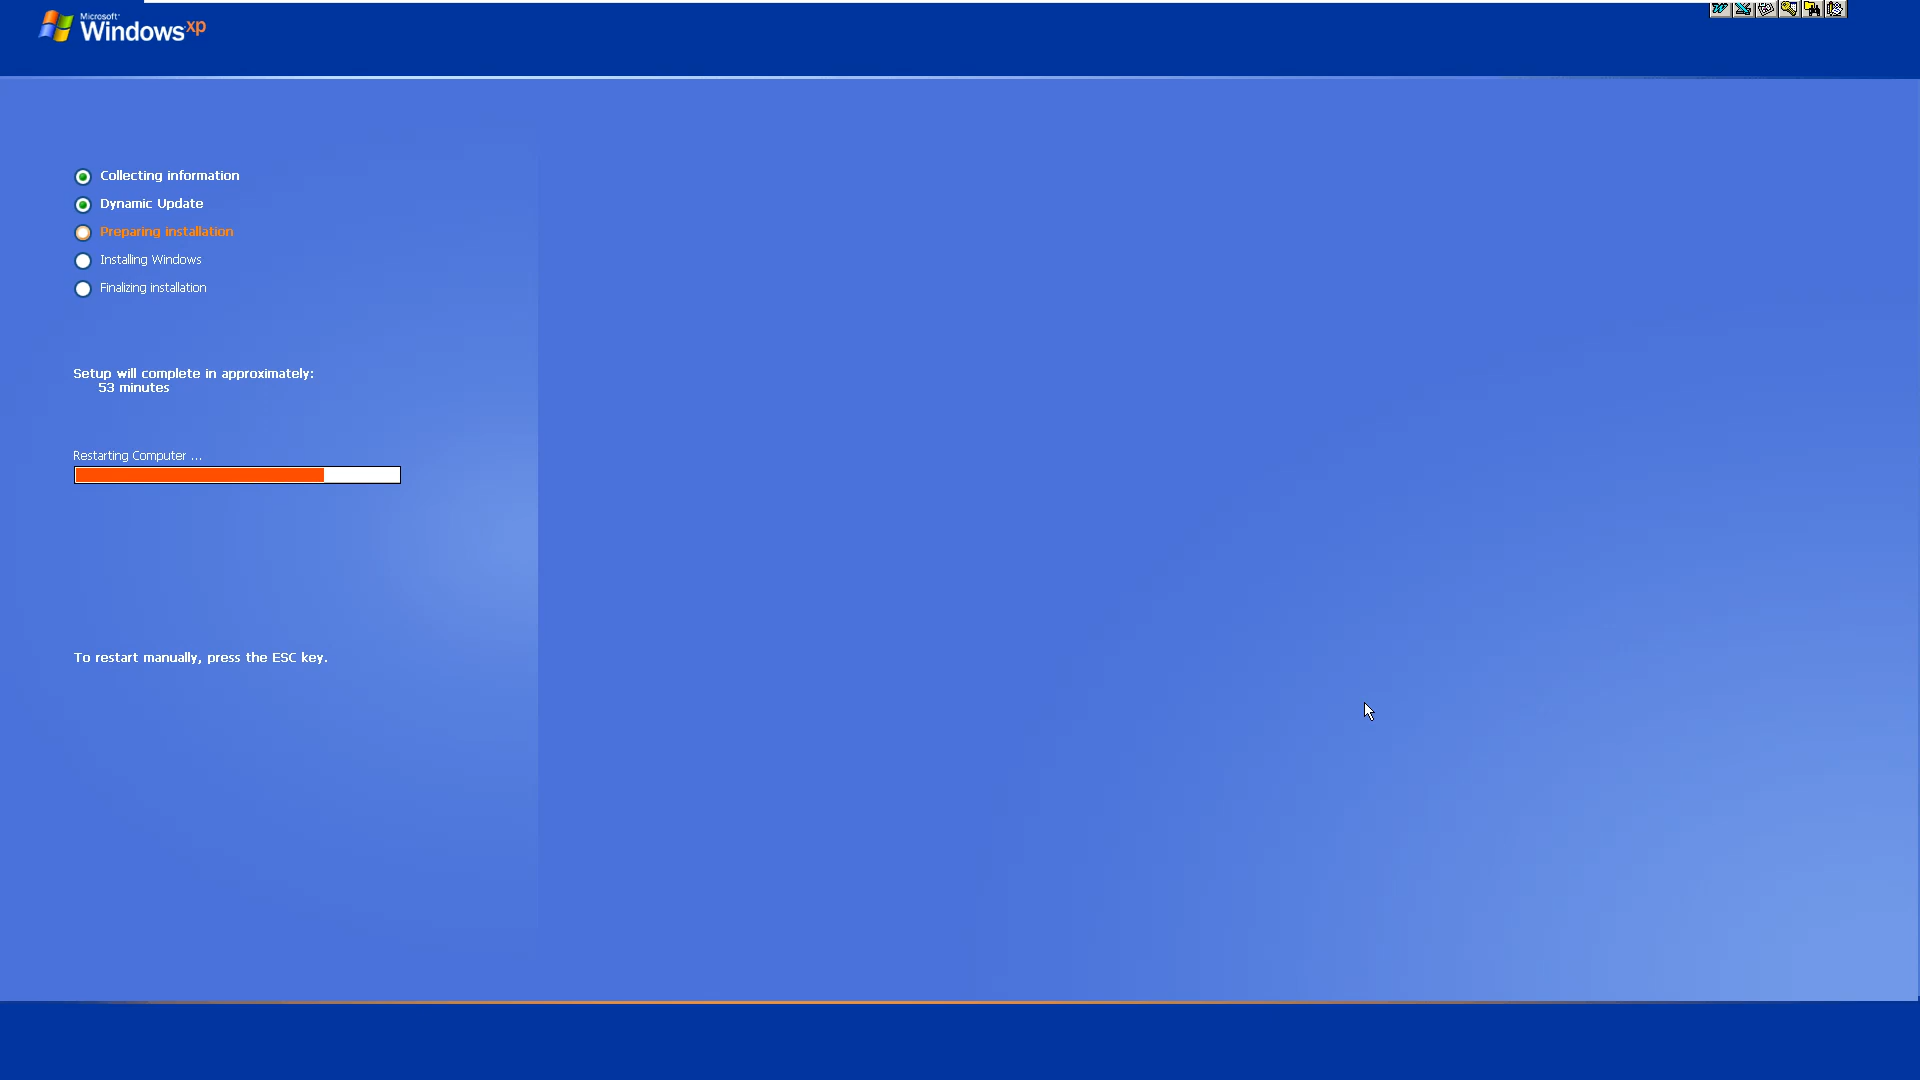 Microsoft
Windows xp
Collecting information
Dynamic Update
Preparing installation
Installing Windows
Finalizing installation
Setup will complete in approximately:
53 minutes
Restarting Computer ...
To restart manually, press the ESC key.